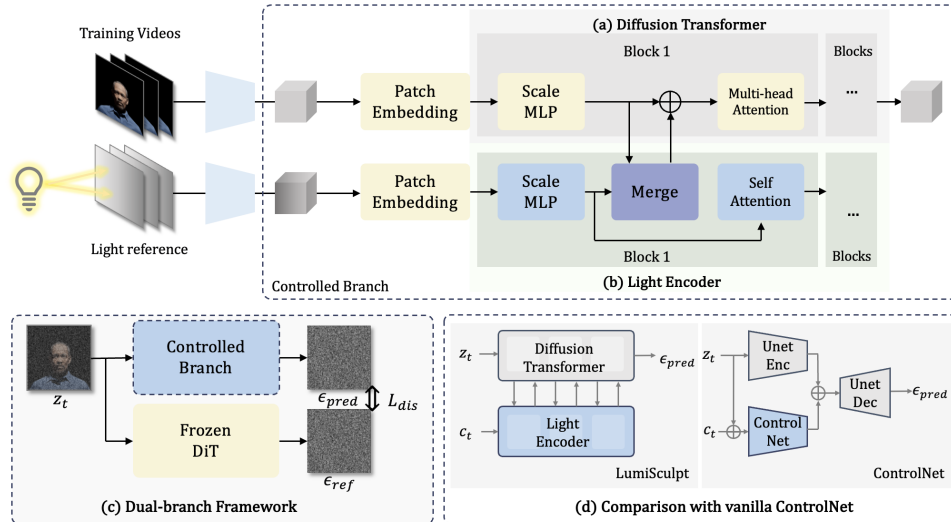 Training Videos
(a) Diffusion Transformer
Block 1
Blocks
Patch
Embedding
Scale
MLP
Multi-head
Attention
...
Patch
Embedding
Scale
MLP
Merge
Self
Attention
...
Light reference
Block 1
Blocks
Controlled Branch
(b) Light Encoder
z_t
Controlled
Branch
ϵ_pred
L_dis
Frozen
DiT
ϵ_ref
(c) Dual-branch Framework
z_t
Diffusion
Transformer
ϵ_pred
c_t
Light
Encoder
LumiSculpt
z_t
Unet
Enc
Unet
Dec
ϵ_pred
c_t
Control
Net
ControlNet
(d) Comparison with vanilla ControlNet